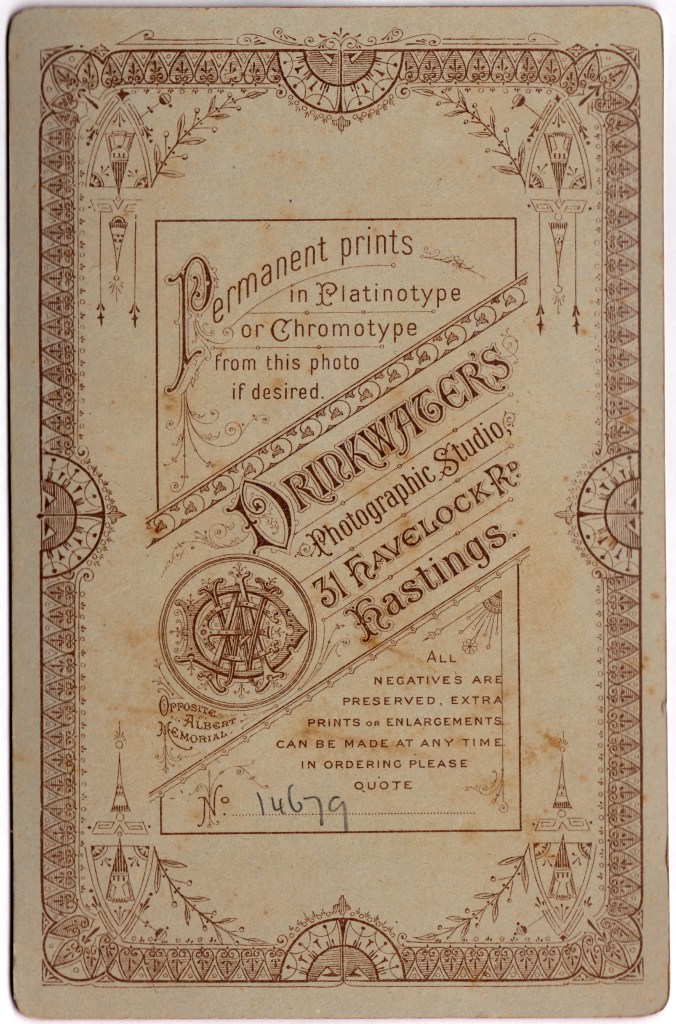 Permanent prints
in Platinotype
or Chromotype
from this photo
if desired.
DRINKWATER'S
Photographic Studio,
31 HAVELOCK RD
Hastings.
OPPOSITE
ALBERT
MEMORIAL.
ALL
NEGATIVES ARE
PRESERVED, EXTRA
PRINTS OR ENLARGEMENTS
CAN BE MADE AT ANY TIME
IN ORDERING PLEASE
QUOTE
No. 14679